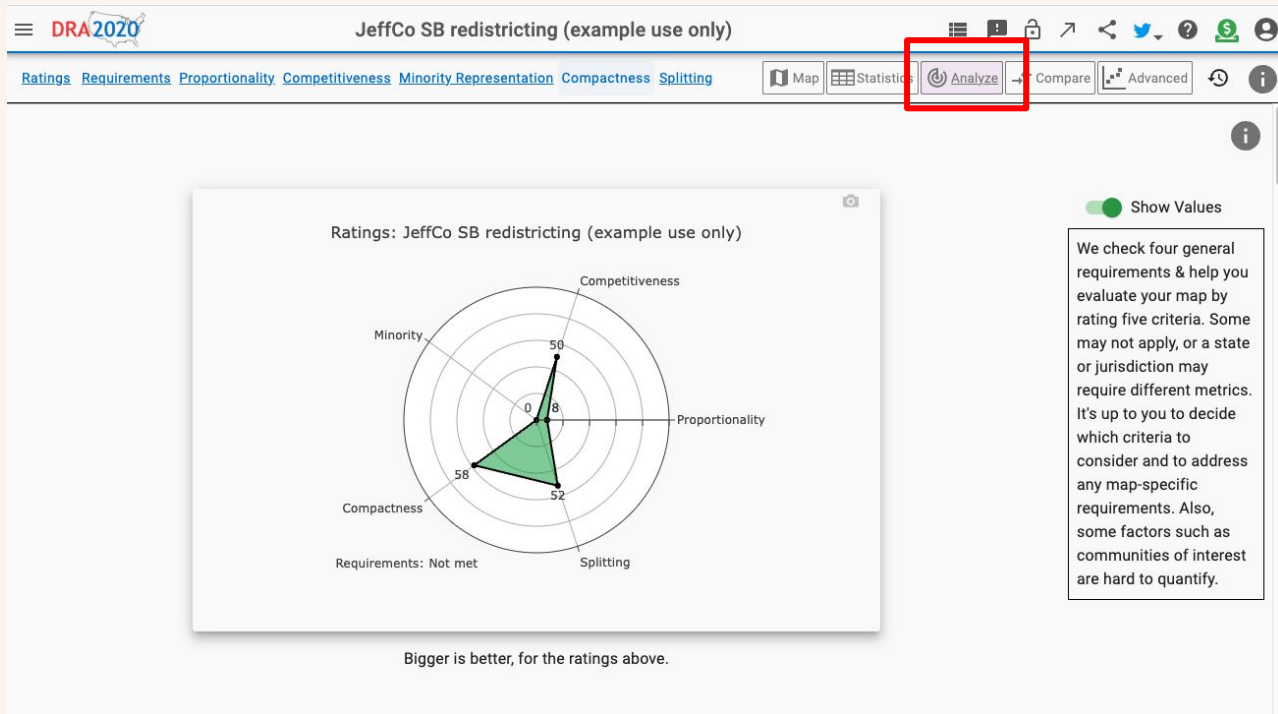 DRA2020
JeffCo SB redistricting (example use only)
Ratings Requirements Proportionality Competitiveness Minority Representation Compactness Splitting
Map Statistics Analyze Compare Advanced
Ratings: JeffCo SB redistricting (example use only)
Competitiveness
Minority
50
0 8
Proportionality
58
52
Compactness
Requirements: Not met
Splitting
Bigger is better, for the ratings above.
Show Values
We check four general
requirements & help you
evaluate your map by
rating five criteria. Some
may not apply, or a state
or jurisdiction may
require different metrics.
It's up to you to decide
which criteria to
consider and to address
any map-specific
requirements. Also,
some factors such as
communities of interest
are hard to quantify.